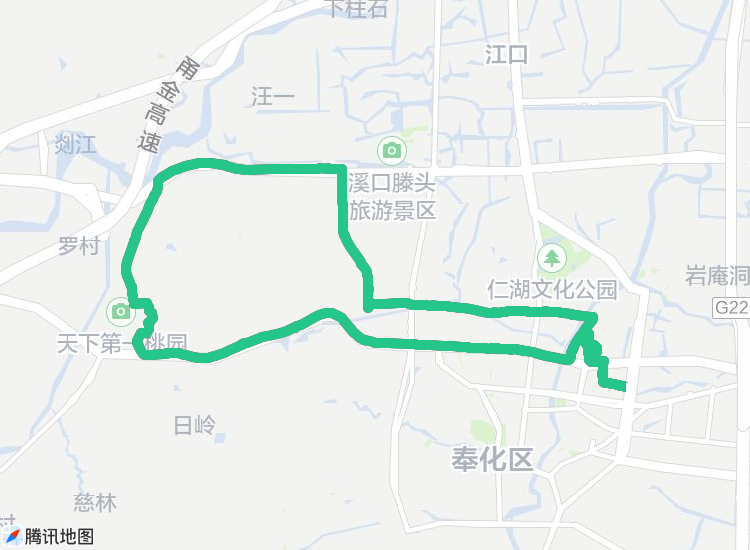 下柱石
江口
甬金高速
汪一
剡江
溪口滕头
旅游景区
罗村
岩庵洞
仁湖文化公园
G22
天下第一桃园
日岭
奉化区
慈林
村
腾讯地图